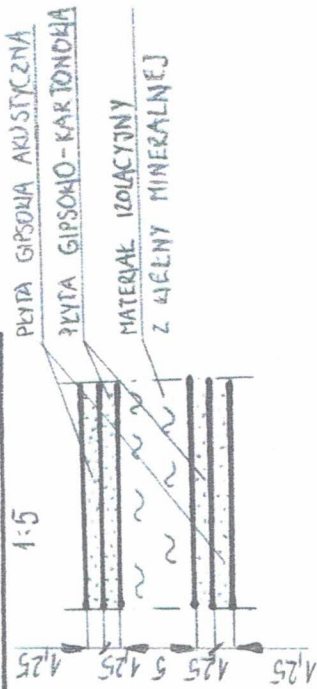 1:5
PŁYTA GIPSOWA AKUSTYCZNA
PŁYTA GIPSOWO-KARTONOWA
MATERIAŁ IZOLACYJNY
Z WEŁNY MINERALNEJ
1,25
1,25
5
1,25
1,25